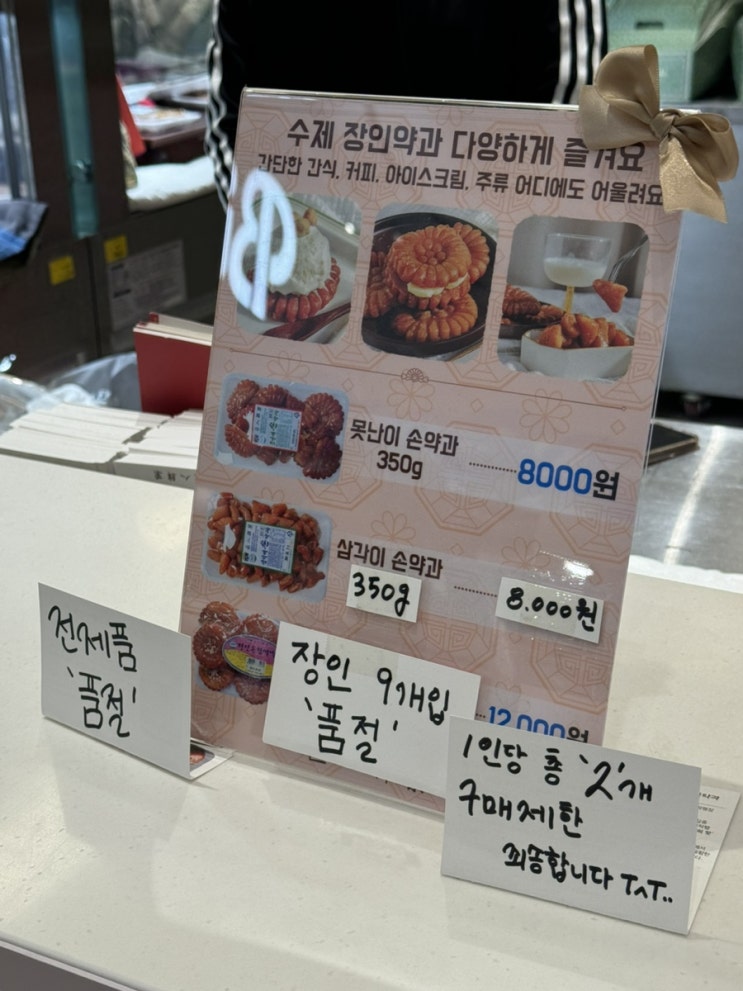 수제 장인약과 다양하게 즐겨요
간단한 간식, 커피, 아이스크림, 주류 어디에도 어울려요
못난이 손약과
350g
8000원
삼각이 손약과
350g
8.000원
12,000원
전제품
'품절'
장인 9개입
'품절'
1인당 총 '2'개
구매제한
죄송합니다 T^T..